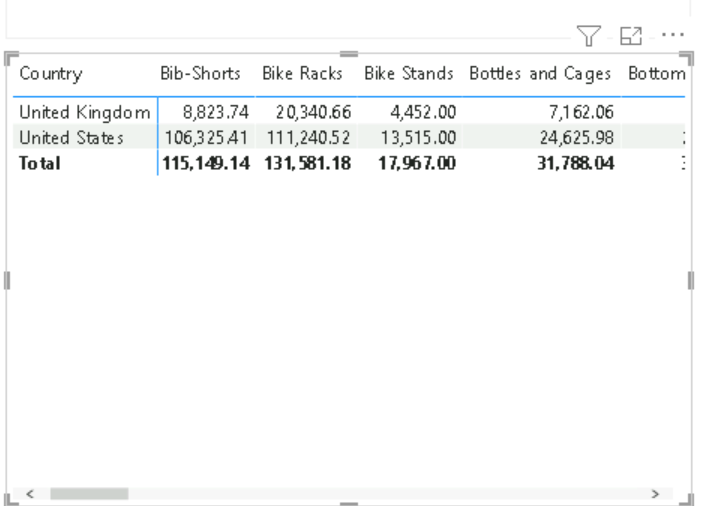 Country Bib-Shorts Bike Racks Bike Stands Bottles and Cages Bottom
United Kingdom 8,823.74 20,340.66 4,452.00 7,162.06
United States 106,325.41 111,240.52 13,515.00 24,625.98
Total 115,149.14 131,581.18 17,967.00 31,788.04